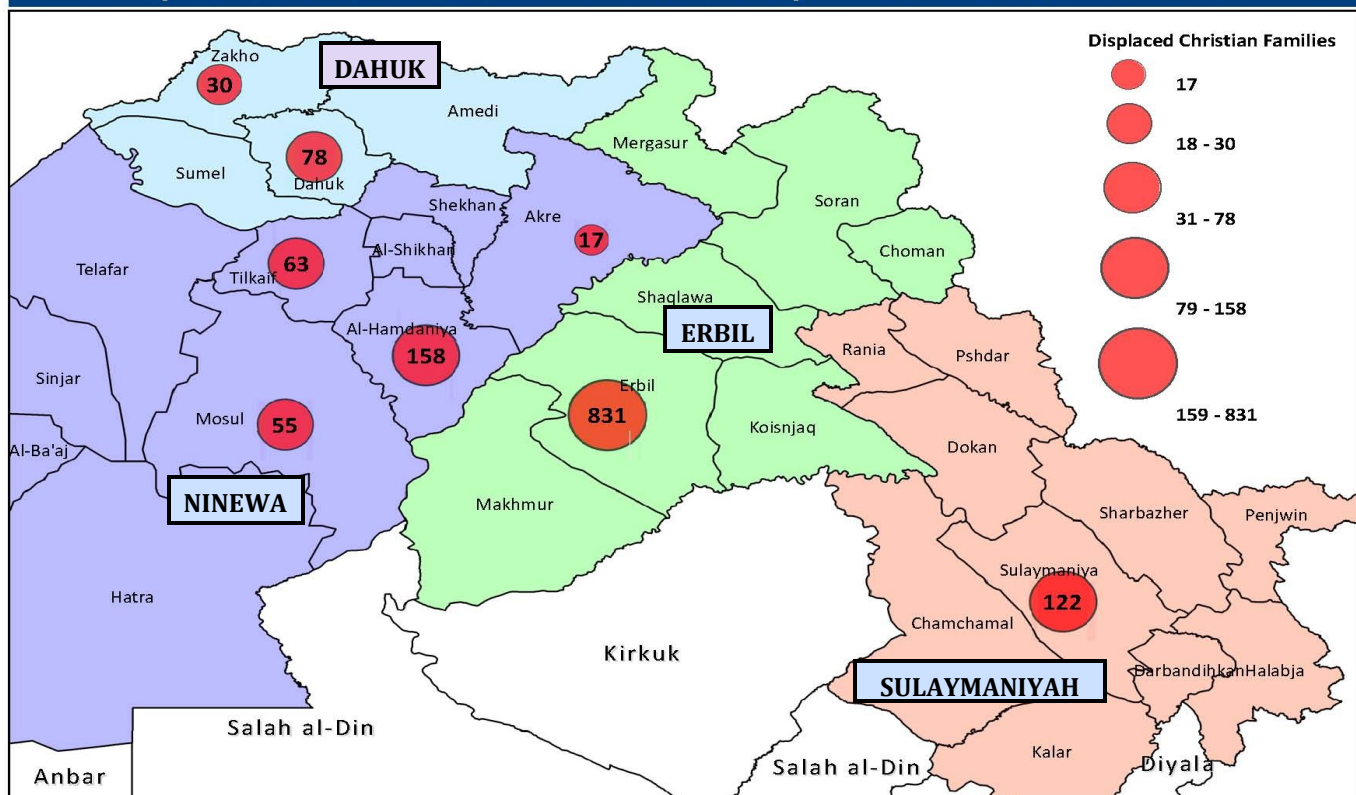 Displaced Christian Families
17
18 - 30
31 - 78
79 - 158
159 - 831
Zakho
30
DAHUK
Amedi
Mergasur
78
Dahuk
Sumel
Shekhan
Akre
17
Soran
Choman
Al-Shikhan
Telafar
Tilkaif
63
Shaqlawa
ERBIL
Al-Hamdaniya
158
Rania
Pshdar
Sinjar
Erbil
831
Mosul
55
Koisnjaq
Dokan
Al-Ba'aj
NINEWA
Makhmur
Sharbazher
Penjwin
Sulaymaniya
122
Hatra
Chamchamal
Kirkuk
Darbandihkan
Halabja
SULAYMANIYAH
Salah al-Din
Kalar
Salah al-Din
Diyala
Anbar